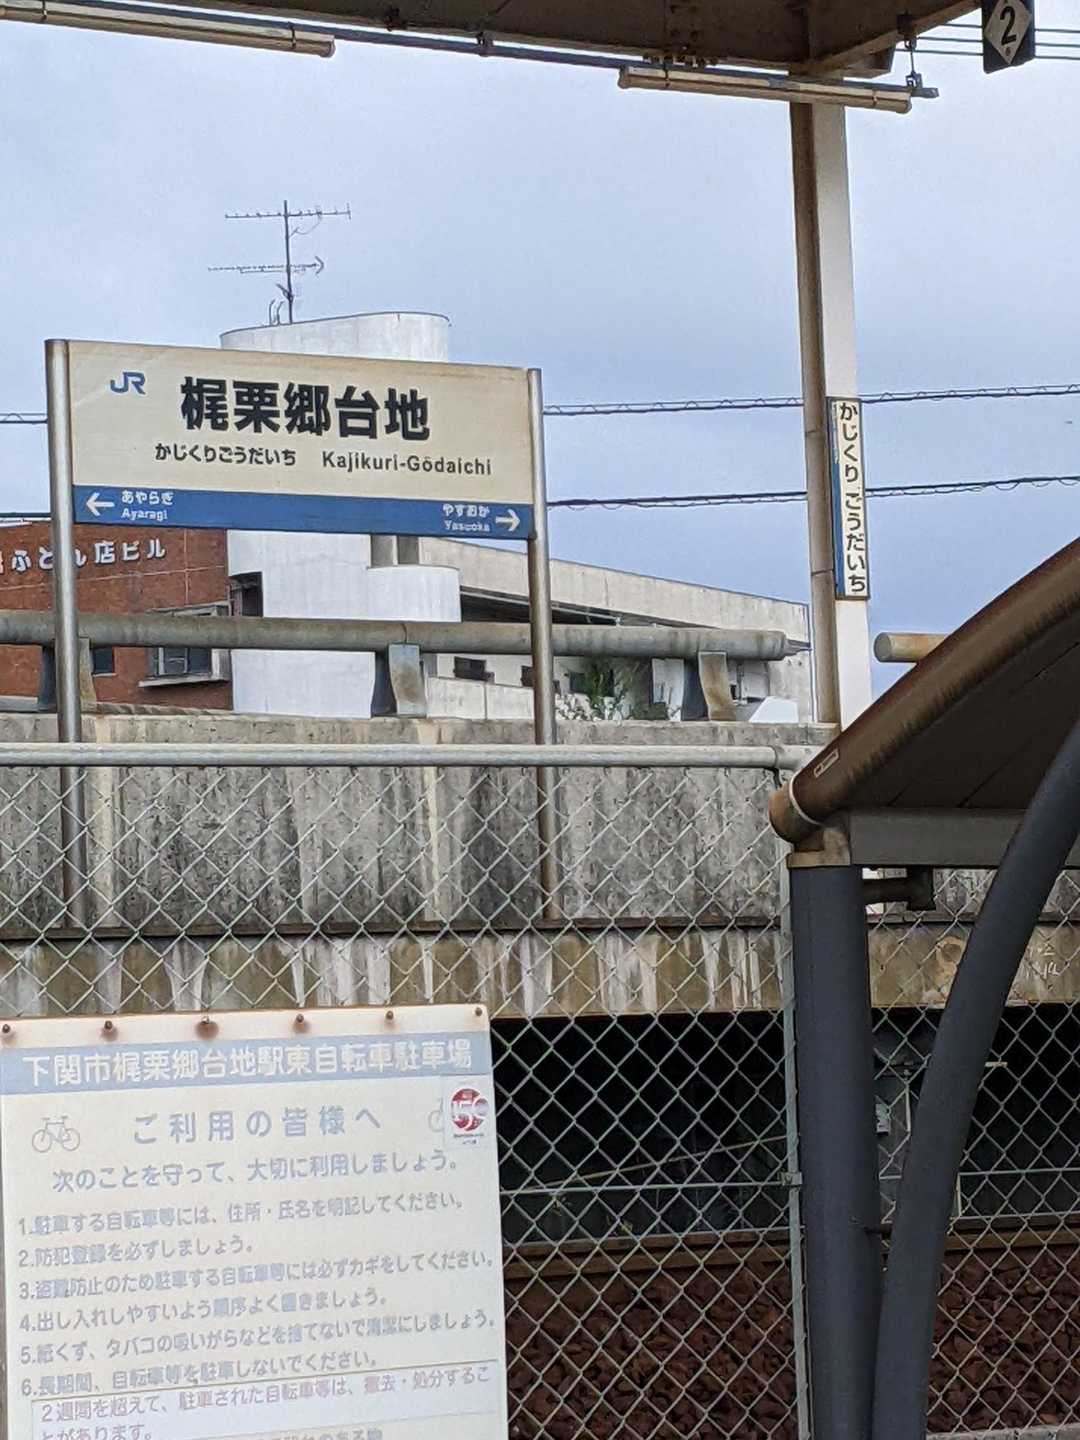 2
JR
梶栗郷台地
かじくりごうだいち Kajikuri-Gōdaichi
← あやらぎ
Ayaragi
やすおか →
Yasuoka
かじくりごうだいち
ふとん店ビル
下関市梶栗郷台地駅東自転車駐車場
ご利用の皆様へ
次のことを守って、大切に利用しましょう。
1.駐車する自転車等には、住所・氏名を明記してください。
2.防犯登録を必ずしましょう。
3.盗難防止のため駐車する自転車等には必ずカギをしてください。
4.出し入れしやすいよう順序よく置きましょう。
5.紙くず、タバコの吸いがらなどを捨てないで清潔にしましょう。
6.長期間、自転車等を駐車しないでください。
2週間を超えて、駐車された自転車等は、撤去・処分するこ
とがあります。